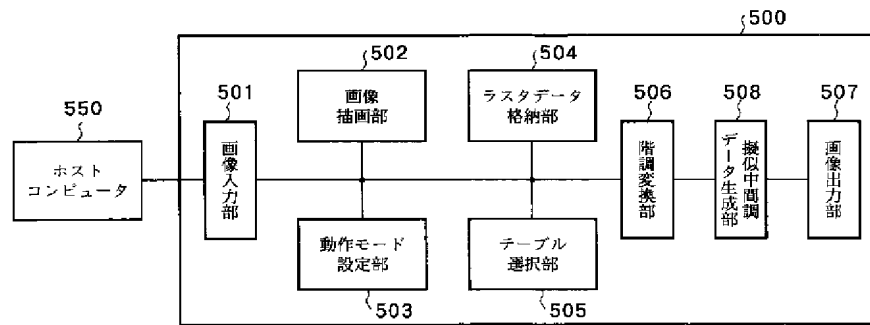 500
502
504
501
506
508
507
550
画像
描画部
ラスタデータ
格納部
ホスト
コンピュータ
画像入力部
階調変換部
擬似中間調
データ生成部
画像出力部
動作モード
設定部
テーブル
選択部
503
505